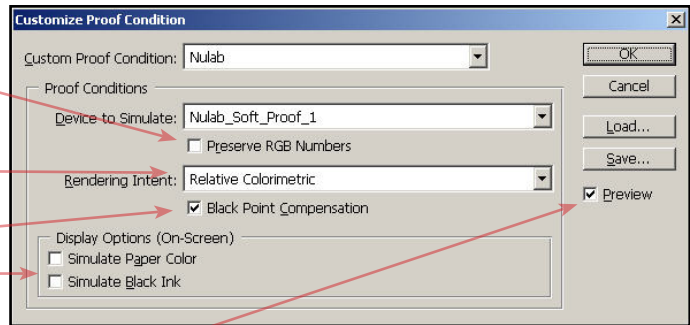 Customize Proof Condition
Custom Proof Condition: Nulab
OK
Proof Conditions
Cancel
Device to Simulate: Nulab_Soft_Proof_1
Load...
Preserve RGB Numbers
Save...
Rendering Intent: Relative Colorimetric
Preview
Black Point Compensation
Display Options (On-Screen)
Simulate Paper Color
Simulate Black Ink